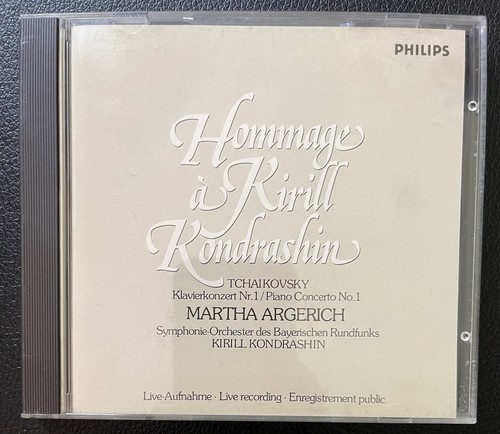 PHILIPS
Hommage
à Kirill
Kondrashin
TCHAIKOVSKY
Klavierkonzert Nr.1/Piano Concerto No.1
MARTHA ARGERICH
Symphonie-Orchester des Bayerischen Rundfunks
KIRILL KONDRASHIN
Live-Aufnahme · Live recording · Enregistrement public